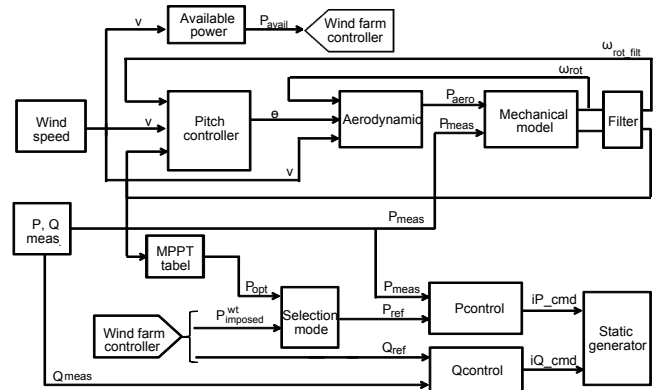 Available
power
v
P_avail
Wind farm
controller
ω_rot_filt
ω_rot
Wind
speed
v
Pitch
controller
ɵ
Aerodynamic
P_aero
P_meas
Mechanical
model
Filter
v
P, Q
meas.
P_meas
MPPT
tabel
P_opt
P_meas
Pcontrol
iP_cmd
Wind farm
controller
P^wt_imposed
Selection
mode
P_ref
Static
generator
Q_ref
Qcontrol
iQ_cmd
Q_meas